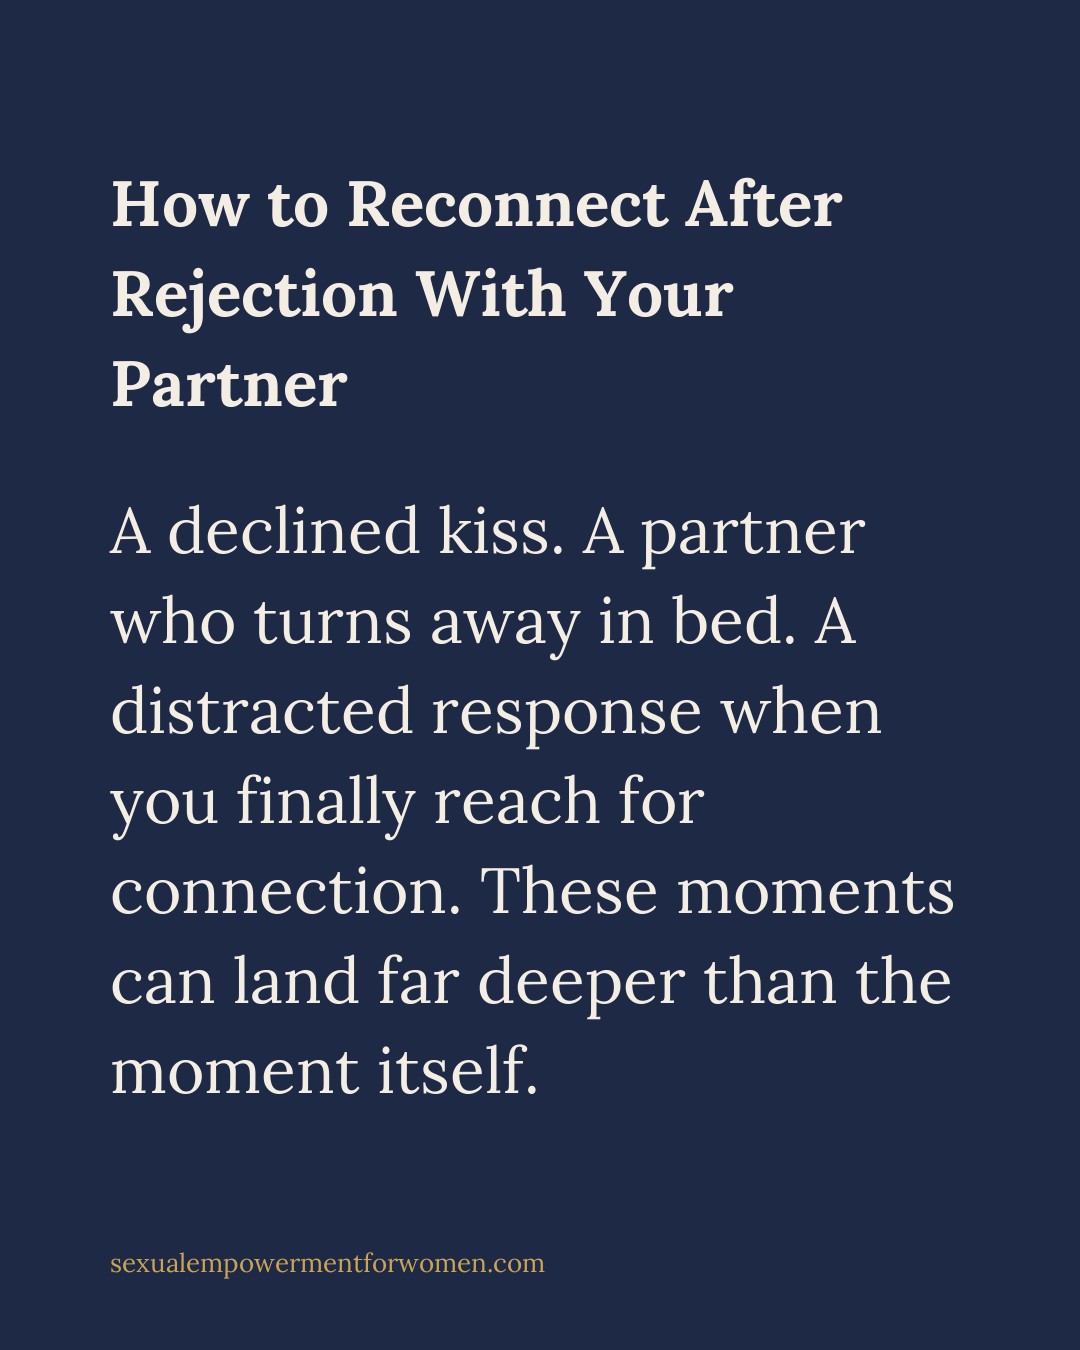 How to Reconnect After
Rejection With Your
Partner
A declined kiss. A partner
who turns away in bed. A
distracted response when
you finally reach for
connection. These moments
can land far deeper than the
moment itself.
sexualempowermentforwomen.com